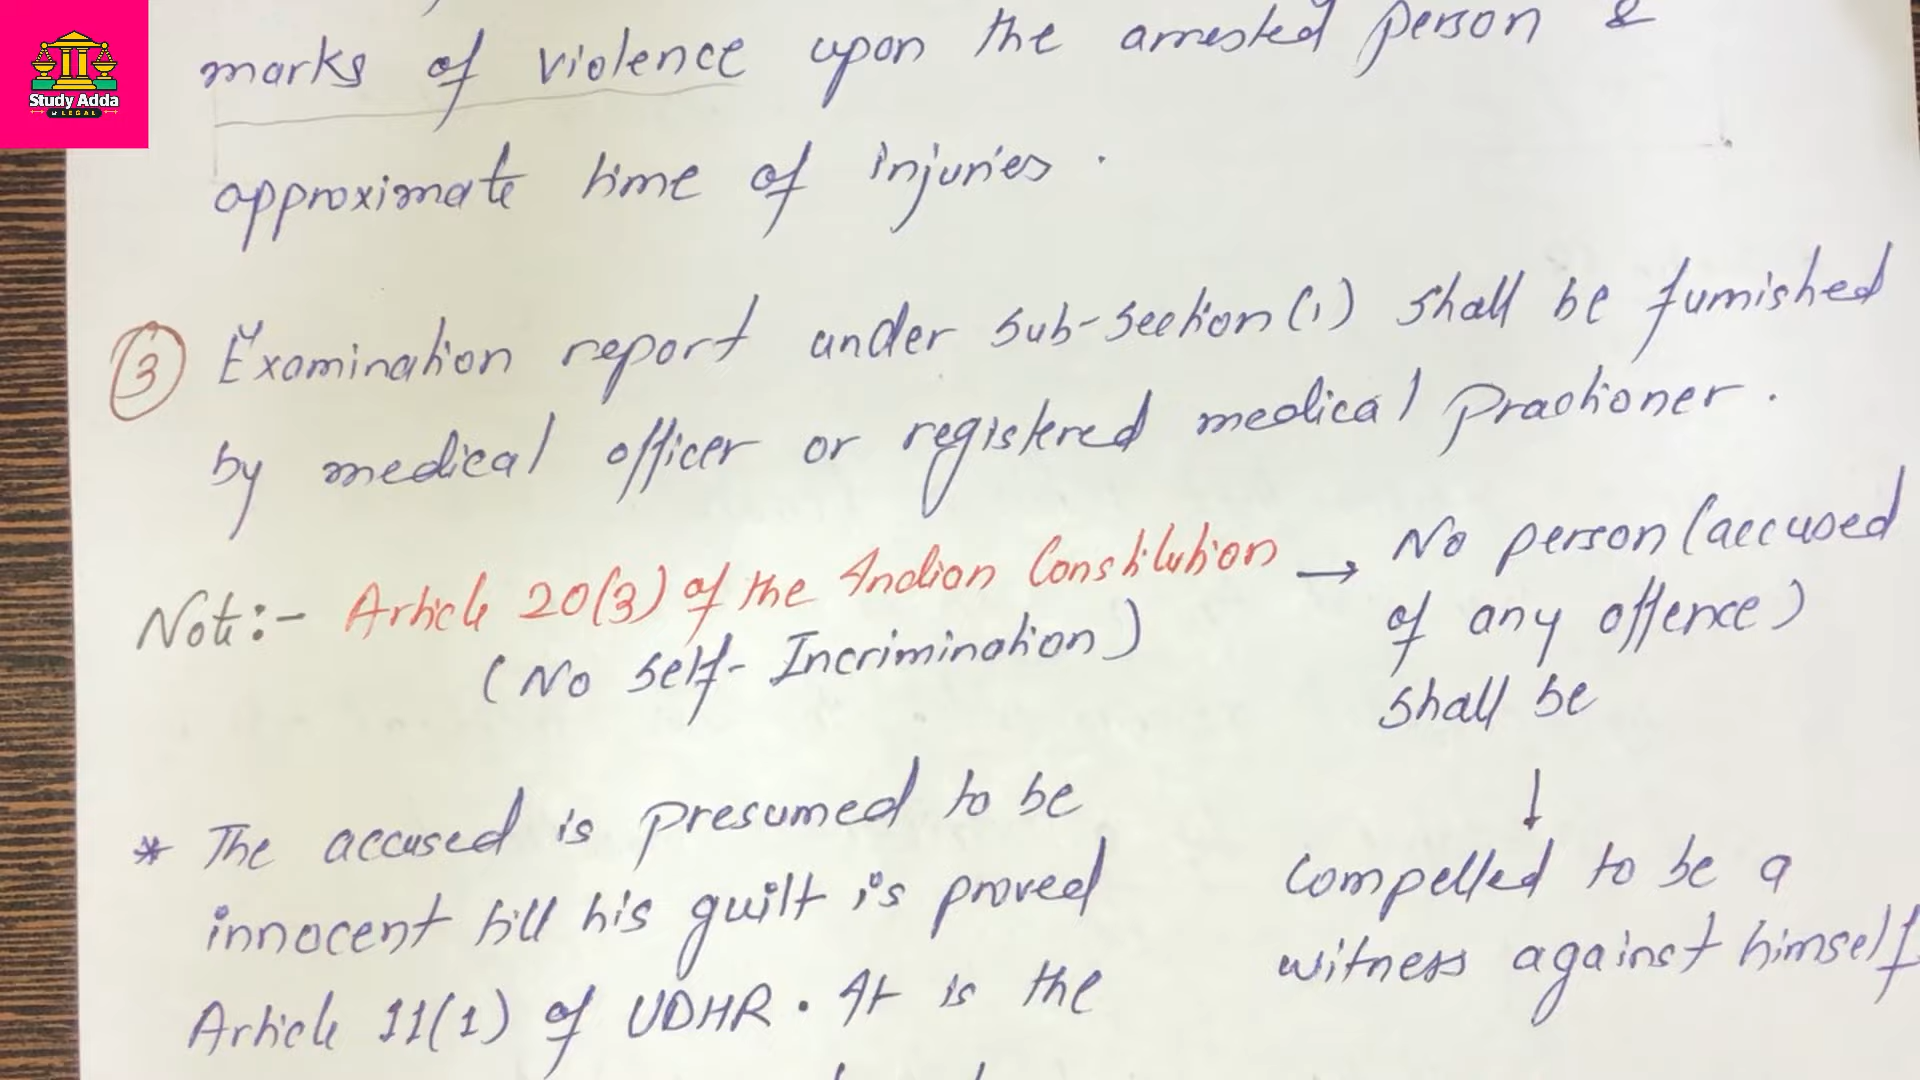 Study Adda
LEGAL
marks of violence upon the arrested person &
approximate time of injuries.
3 Examination report under sub-section (1) shall be furnished
by medical officer or registered medical Practioner.
Note:- Article 20(3) of the Indian Constitution → No person (accused
of any offence)
(No self-Incrimination)
shall be
↓
Compelled to be a
witness against himself
* The accused is presumed to be
innocent till his guilt is proved
Article 11(1) of UDHR. It is the